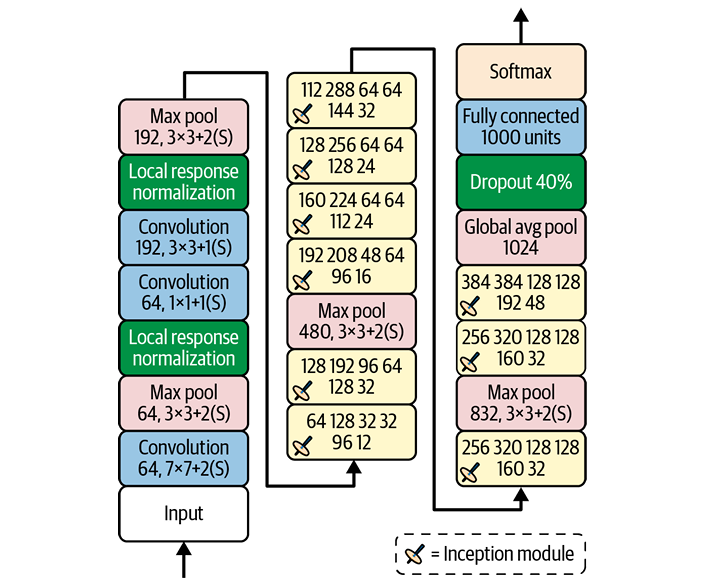 Max pool
192, 3×3+2(S)
Local response
normalization
Convolution
192, 3×3+1(S)
Convolution
64, 1×1+1(S)
Local response
normalization
Max pool
64, 3×3+2(S)
Convolution
64, 7×7+2(S)
Input
112 288 64 64
144 32
128 256 64 64
128 24
160 224 64 64
112 24
192 208 48 64
96 16
Max pool
480, 3×3+2(S)
128 192 96 64
128 32
64 128 32 32
96 12
Softmax
Fully connected
1000 units
Dropout 40%
Global avg pool
1024
384 384 128 128
192 48
256 320 128 128
160 32
Max pool
832, 3×3+2(S)
256 320 128 128
160 32
= Inception module